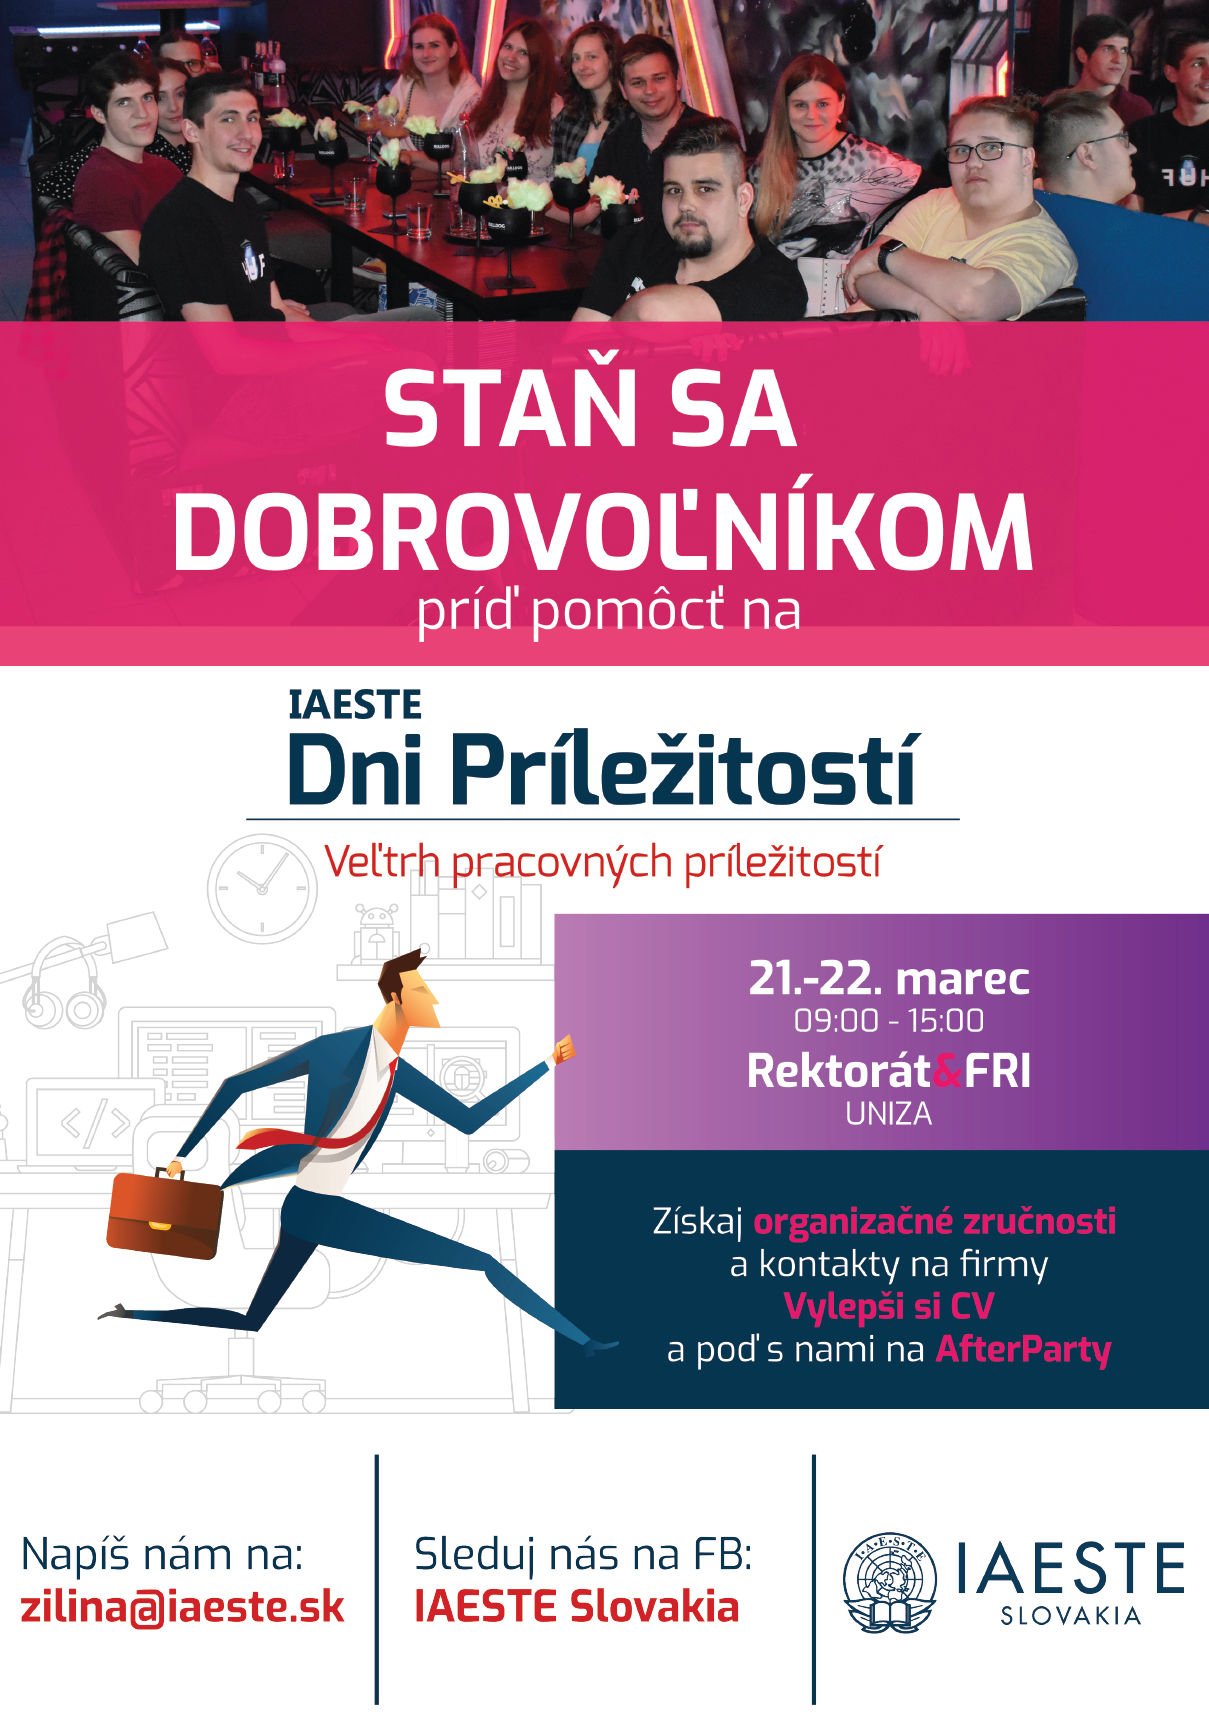 STAŇ SA
DOBROVOĽNÍKOM
príď pomôcť na
IAESTE
Dni Príležitostí
Veľtrh pracovných príležitostí
21.-22. marec
09:00 - 15:00
Rektorát&FRI
UNIZA
Získaj organizačné zručnosti
a kontakty na firmy
Vylepši si CV
a poď s nami na AfterParty
Napíš nám na:
zilina@iaeste.sk
Sleduj nás na FB:
IAESTE Slovakia
I.A.E.S.T.E
IAESTE
SLOVAKIA
BULLDOG
BULLDOG